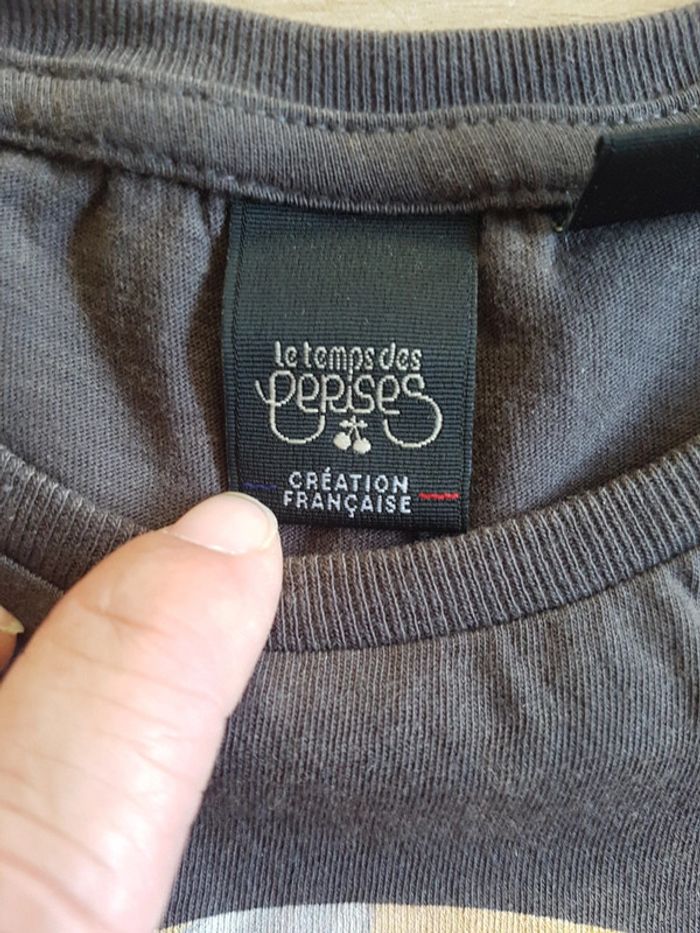 le temps des
cerises
CRÉATION
FRANÇAISE